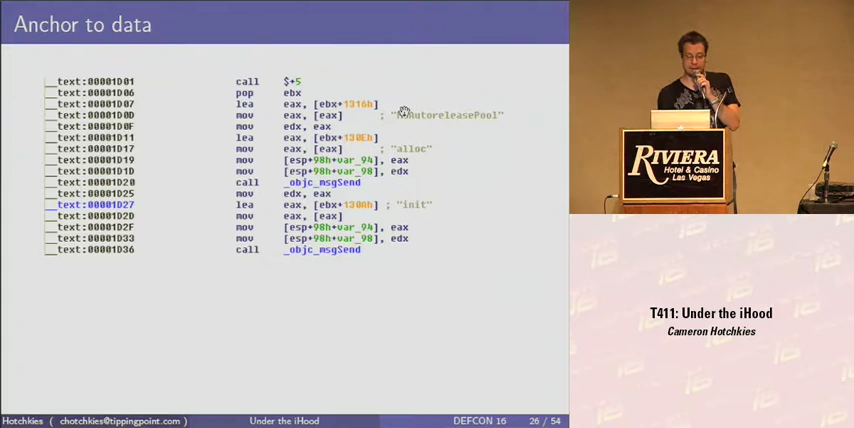 Anchor to data
__text:00001D01 call $+5
__text:00001D06 pop ebx
__text:00001D07 lea eax, [ebx+1316h]
__text:00001D0D mov eax, [eax] ; "NSAutoreleasePool"
__text:00001D0F mov edx, eax
__text:00001D11 lea eax, [ebx+130Eh]
__text:00001D17 mov eax, [eax] ; "alloc"
__text:00001D19 mov [esp+98h+var_94], eax
__text:00001D1D mov [esp+98h+var_98], edx
__text:00001D20 call _objc_msgSend
__text:00001D25 mov edx, eax
__text:00001D27 lea eax, [ebx+130Ah] ; "init"
__text:00001D2D mov eax, [eax]
__text:00001D2F mov [esp+98h+var_94], eax
__text:00001D33 mov [esp+98h+var_98], edx
__text:00001D36 call _objc_msgSend
Hotchkies ( chotchkies@tippingpoint.com ) Under the iHood DEFCON 16 26 / 54
RIVIERA
Hotel & Casino
Las Vegas
T411: Under the iHood
Cameron Hotchkies